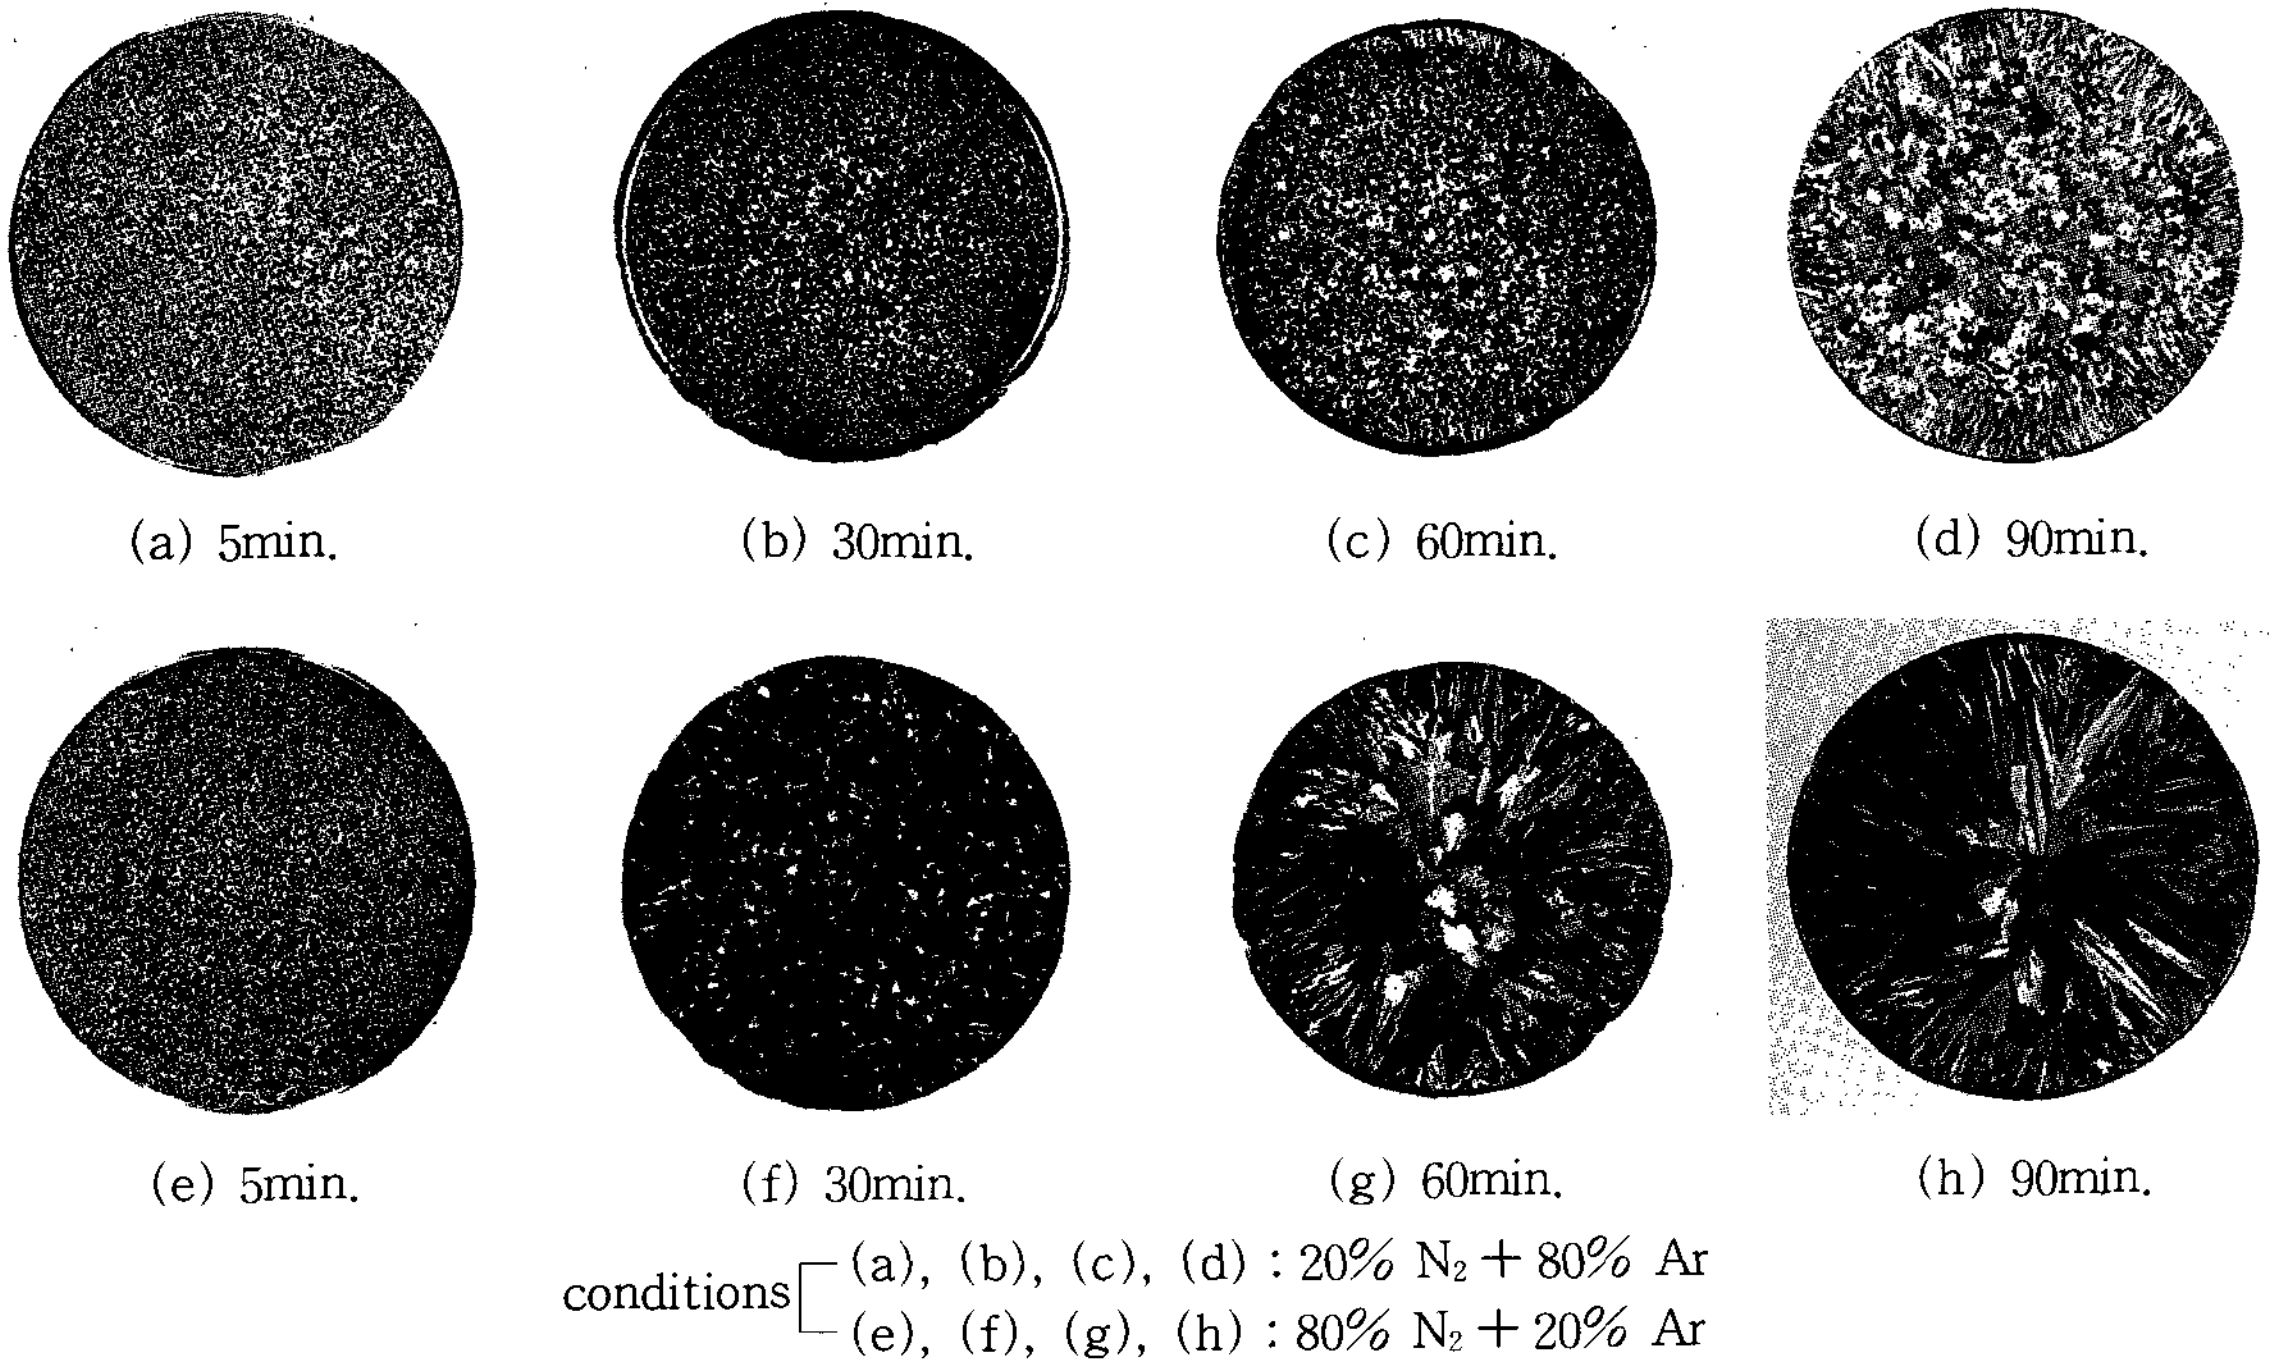 (a) 5min. (b) 30min. (c) 60min. (d) 90min.
(e) 5min. (f) 30min. (g) 60min. (h) 90min.
conditions
(a), (b), (c), (d) : 20% N₂ + 80% Ar
(e), (f), (g), (h) : 80% N₂ + 20% Ar